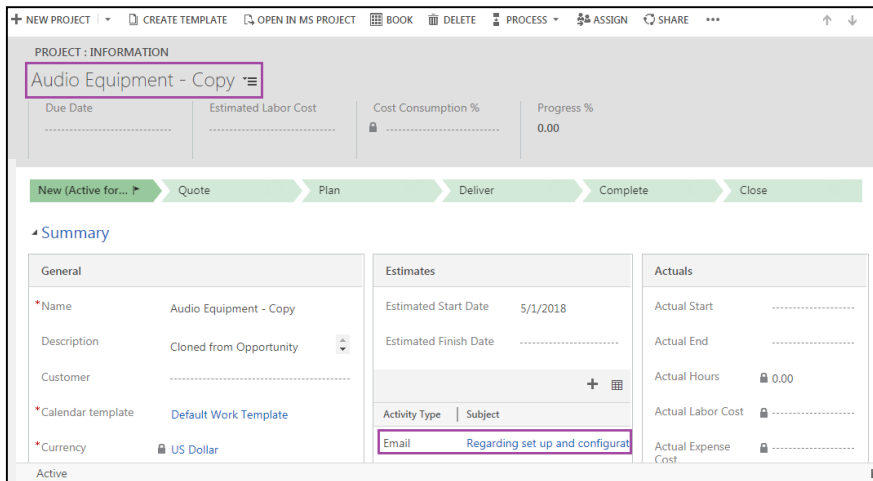 NEW PROJECT CREATE TEMPLATE OPEN IN MS PROJECT BOOK DELETE PROCESS ASSIGN SHARE •••
PROJECT : INFORMATION
Audio Equipment - Copy
Due Date Estimated Labor Cost Cost Consumption % Progress %
0.00
New (Active for... Quote Plan Deliver Complete Close
Summary
General Estimates Actuals
*Name Audio Equipment - Copy Estimated Start Date 5/1/2018 Actual Start
Description Cloned from Opportunity Estimated Finish Date Actual End
Customer Actual Hours 0.00
*Calendar template Default Work Template Activity Type Subject Actual Labor Cost
*Currency US Dollar Email Regarding set up and configurat Actual Expense
Cost
Active